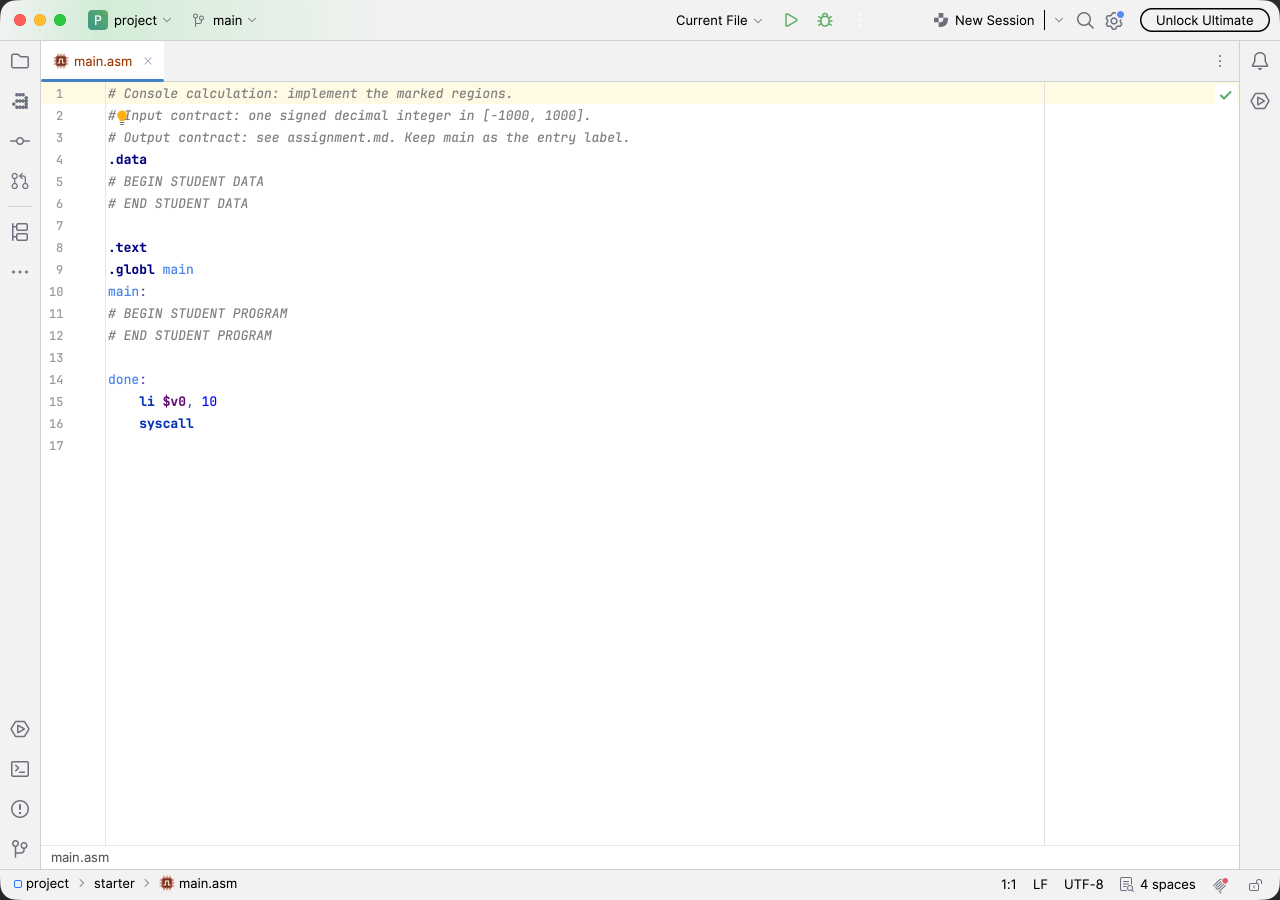 P project main Current File New Session Unlock Ultimate
main.asm
1 # Console calculation: implement the marked regions.
2 # Input contract: one signed decimal integer in [-1000, 1000].
3 # Output contract: see assignment.md. Keep main as the entry label.
4 .data
5 # BEGIN STUDENT DATA
6 # END STUDENT DATA
7
8 .text
9 .globl main
10 main:
11 # BEGIN STUDENT PROGRAM
12 # END STUDENT PROGRAM
13
14 done:
15 li $v0, 10
16 syscall
17
main.asm
project starter main.asm 1:1 LF UTF-8 4 spaces